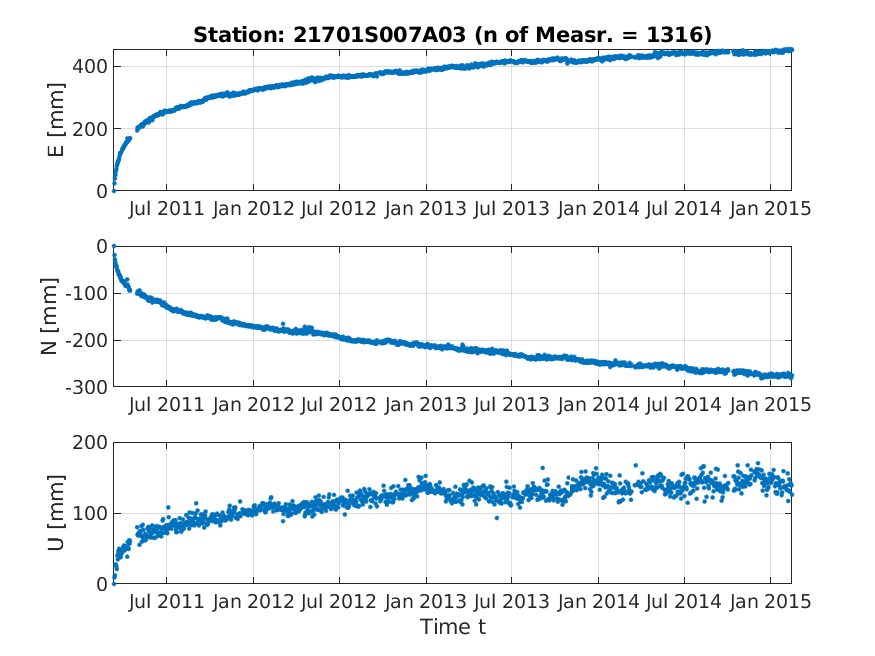 Station: 21701S007A03 (n of Measr. = 1316)
400
200
0
E [mm]
Jul 2011 Jan 2012 Jul 2012 Jan 2013 Jul 2013 Jan 2014 Jul 2014 Jan 2015
0
-100
-200
-300
N [mm]
Jul 2011 Jan 2012 Jul 2012 Jan 2013 Jul 2013 Jan 2014 Jul 2014 Jan 2015
200
100
0
U [mm]
Jul 2011 Jan 2012 Jul 2012 Jan 2013 Jul 2013 Jan 2014 Jul 2014 Jan 2015
Time t